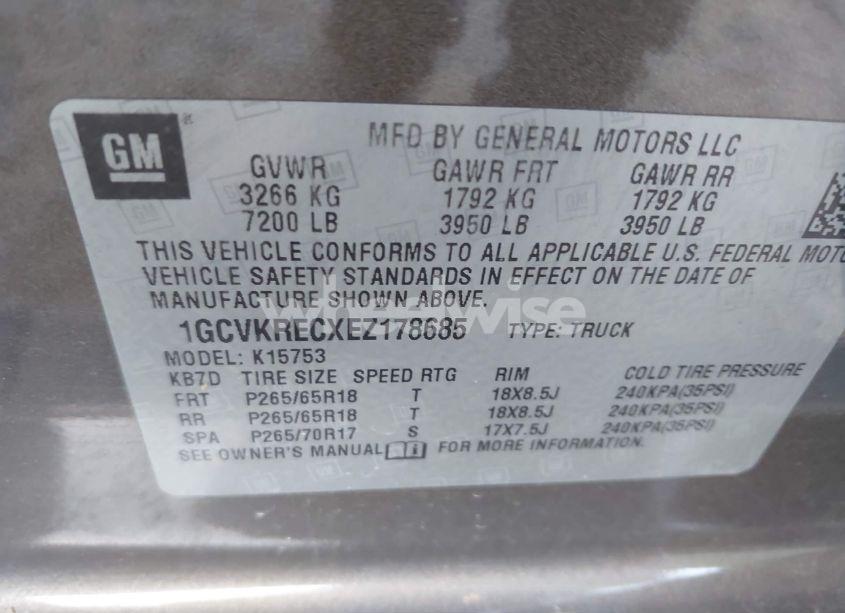 GM
MFD BY GENERAL MOTORS LLC
GVWR GAWR FRT GAWR RR
3266 KG 1792 KG 1792 KG
7200 LB 3950 LB 3950 LB
THIS VEHICLE CONFORMS TO ALL APPLICABLE U.S. FEDERAL MOTO
VEHICLE SAFETY STANDARDS IN EFFECT ON THE DATE OF
MANUFACTURE SHOWN ABOVE.
wheelwise
1GCVKRECXEZ178685 TYPE: TRUCK
MODEL: K15753
KB7D TIRE SIZE SPEED RTG RIM COLD TIRE PRESSURE
FRT P265/65R18 T 18X8.5J 240KPA(35PSI)
RR P265/65R18 T 18X8.5J 240KPA(35PSI)
SPA P265/70R17 S 17X7.5J 240KPA(35PSI)
SEE OWNER'S MANUAL i FOR MORE INFORMATION.